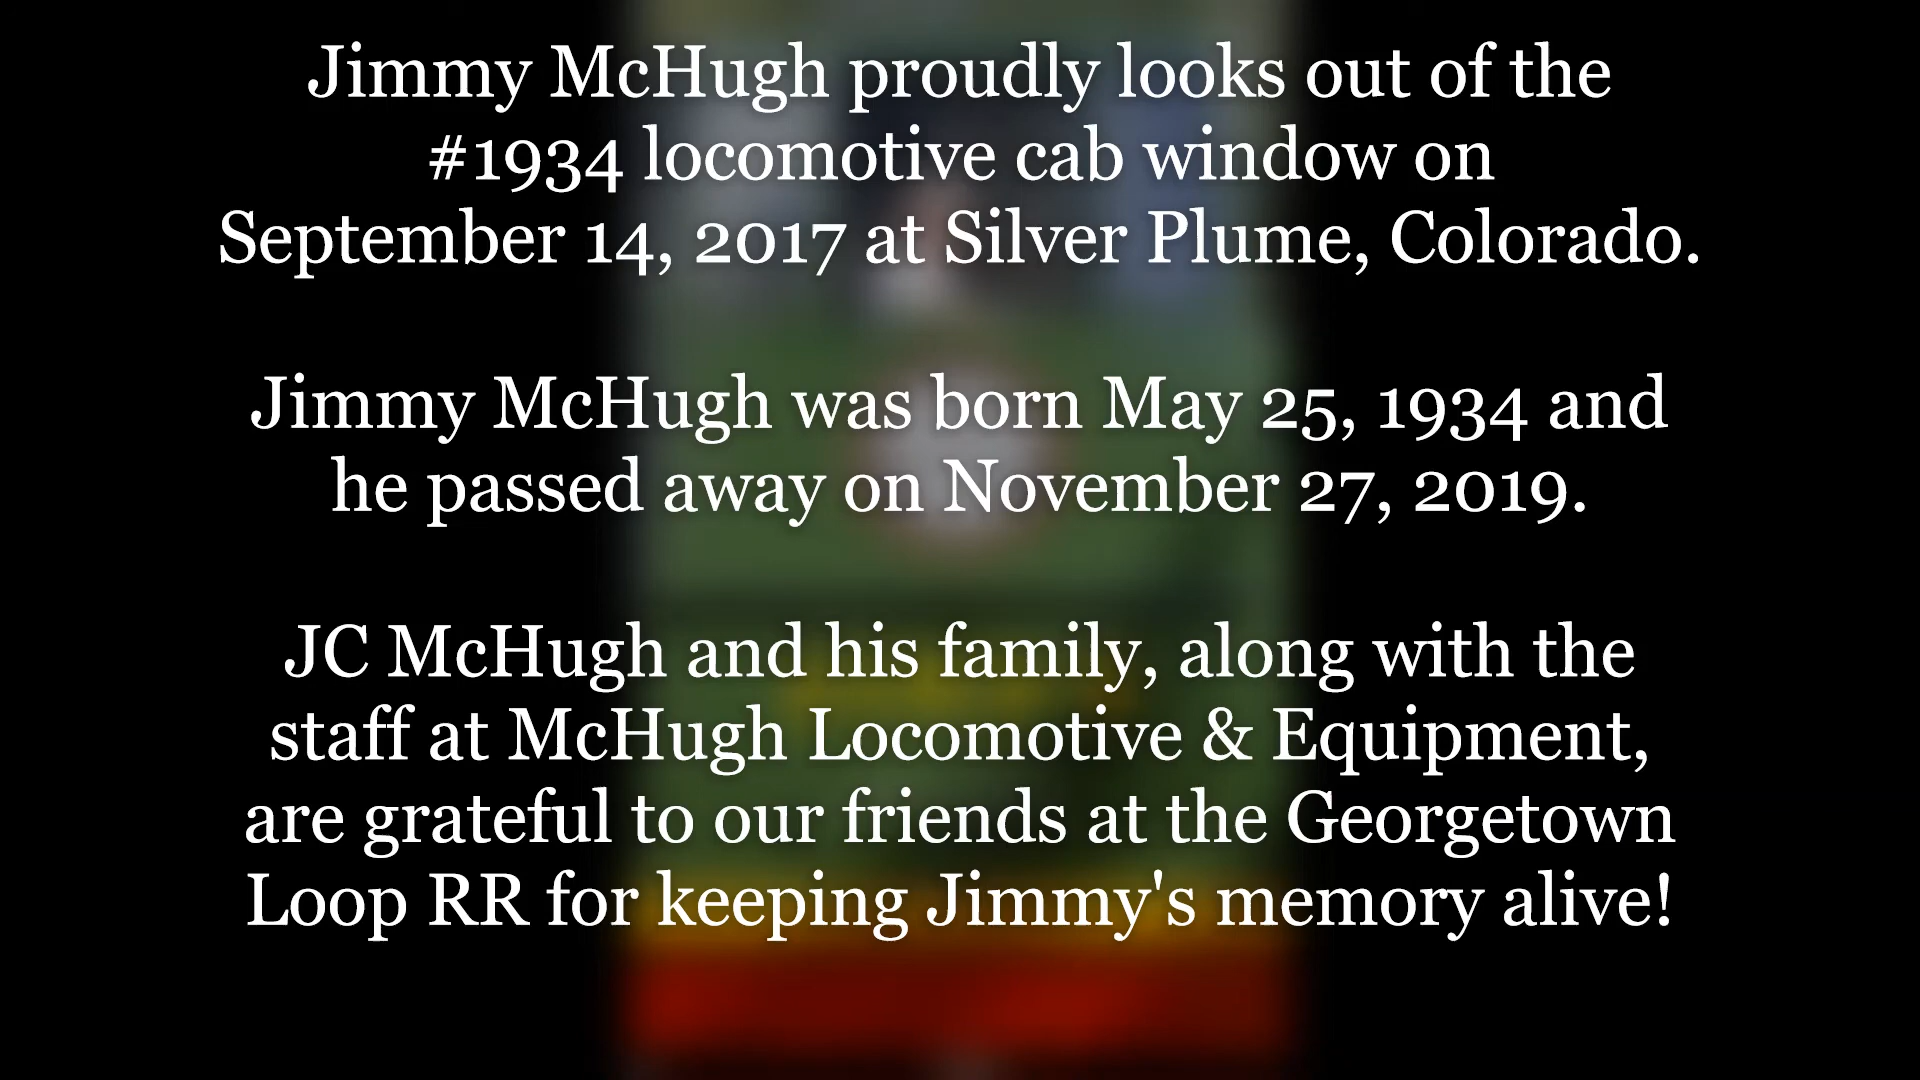 Jimmy McHugh proudly looks out of the
#1934 locomotive cab window on
September 14, 2017 at Silver Plume, Colorado.
Jimmy McHugh was born May 25, 1934 and
he passed away on November 27, 2019.
JC McHugh and his family, along with the
staff at McHugh Locomotive & Equipment,
are grateful to our friends at the Georgetown
Loop RR for keeping Jimmy's memory alive!